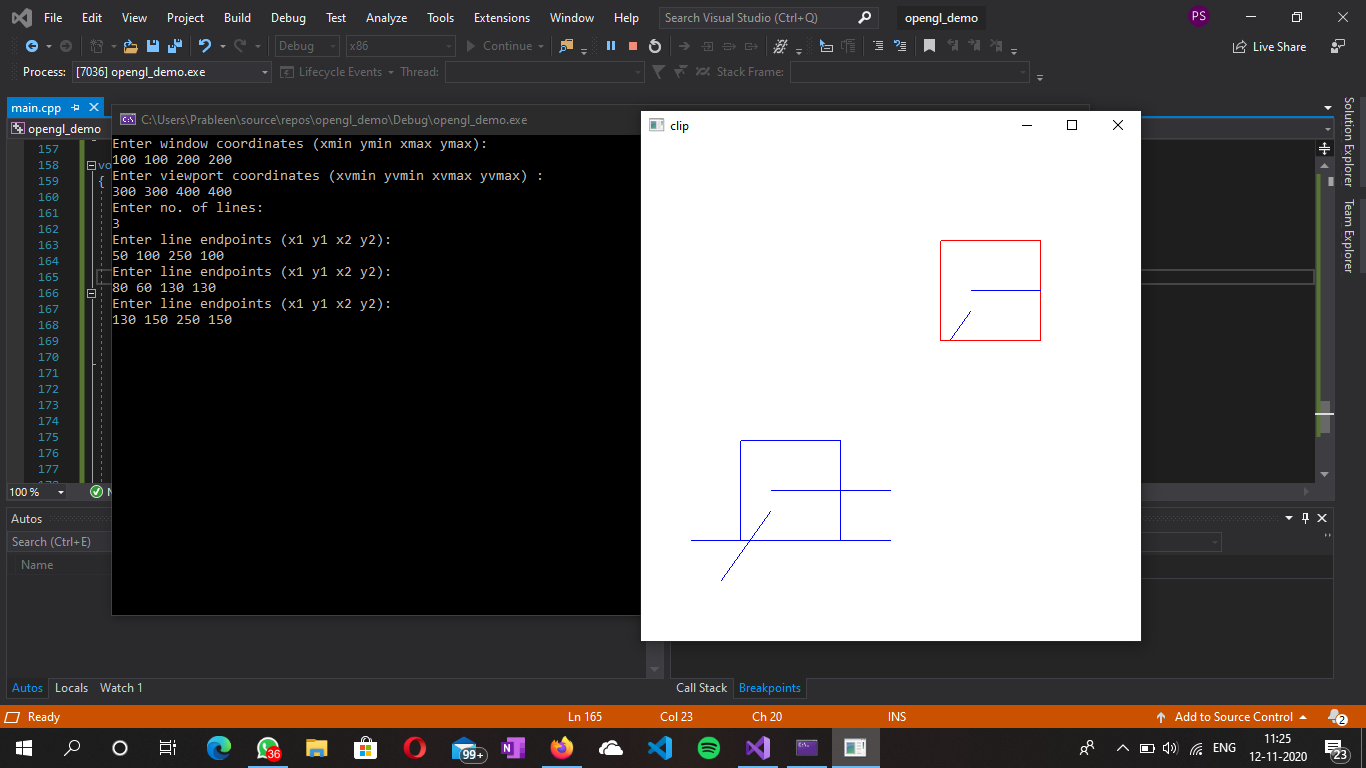 File Edit View Project Build Debug Test Analyze Tools Extensions Window Help Search Visual Studio (Ctrl+Q) opengl_demo PS
Debug x86 Continue Live Share
Process: [7036] opengl_demo.exe Lifecycle Events Thread: Stack Frame:
main.cpp
opengl_demo
C:\Users\Prableen\source\repos\opengl_demo\Debug\opengl_demo.exe
clip
Enter window coordinates (xmin ymin xmax ymax):
100 100 200 200
Enter viewport coordinates (xvmin yvmin xvmax yvmax) :
300 300 400 400
Enter no. of lines:
3
Enter line endpoints (x1 y1 x2 y2):
50 100 250 100
Enter line endpoints (x1 y1 x2 y2):
80 60 130 130
Enter line endpoints (x1 y1 x2 y2):
130 150 250 150
157
158 vo
159 {
160
161
162
163
164
165
166
167
168
169
170
171
172
173
174
175
176
177
100 %
Solution Explorer
Team Explorer
Autos
Search (Ctrl+E)
Name
Autos Locals Watch 1
Call Stack Breakpoints
Ready Ln 165 Col 23 Ch 20 INS Add to Source Control 2
36 99+ ENG 11:25
12-11-2020 23